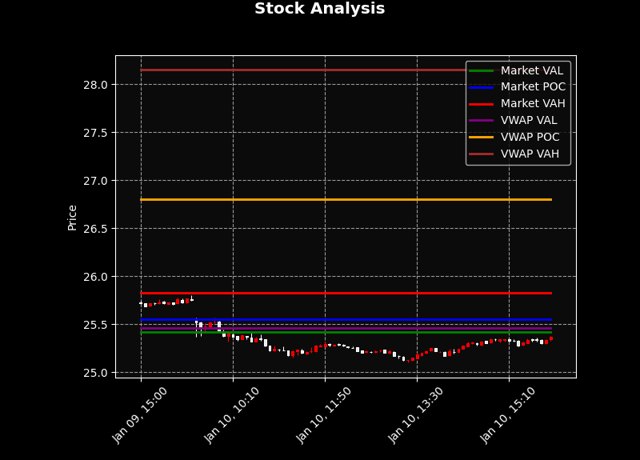 Stock Analysis
Market VAL
Market POC
Market VAH
VWAP VAL
VWAP POC
VWAP VAH
Price
28.0
27.5
27.0
26.5
26.0
25.5
25.0
Jan 09, 15:00
Jan 10, 10:10
Jan 10, 11:50
Jan 10, 13:30
Jan 10, 15:10